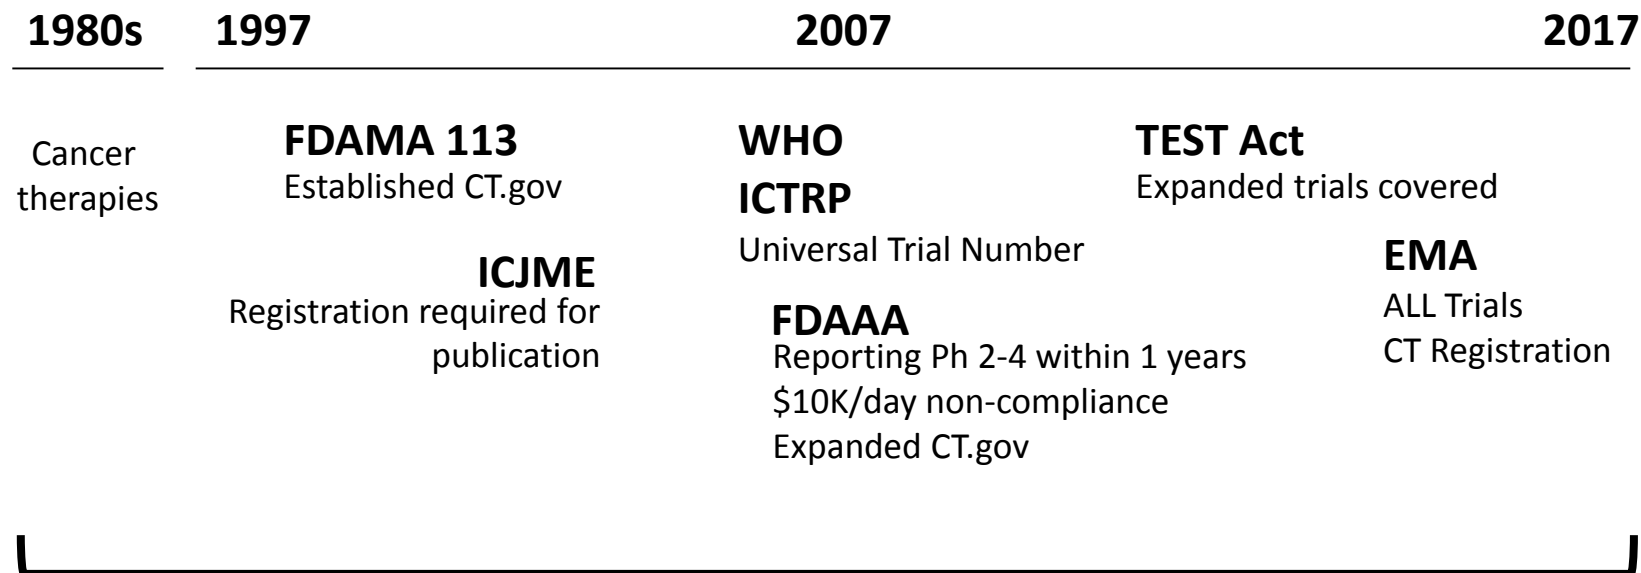 1980s
1997
2007
2017
Cancer
therapies
FDAMA 113
Established CT.gov
ICJME
Registration required for
publication
WHO
ICTRP
Universal Trial Number
FDAAA
Reporting Ph 2-4 within 1 years
$10K/day non-compliance
Expanded CT.gov
TEST Act
Expanded trials covered
EMA
ALL Trials
CT Registration